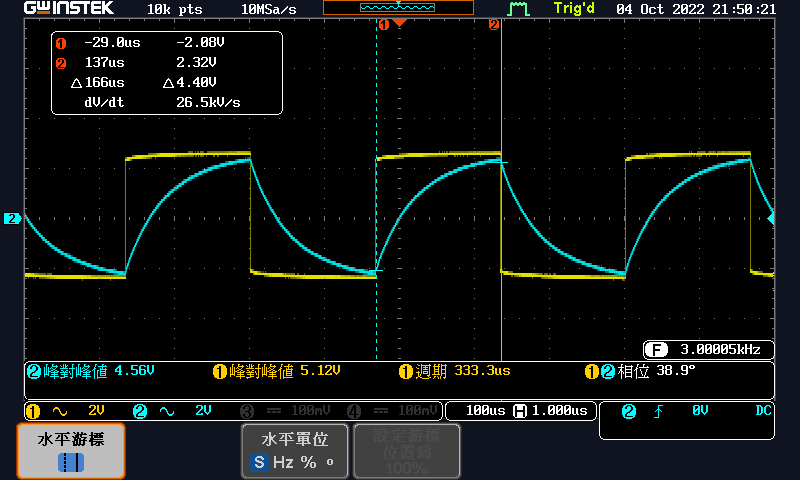 GWINSTEK 10k pts 10MSa/s Trig'd 04 Oct 2022 21:50:21
1 2
1 -29.0us -2.08V
2 137us 2.32V
△166us △4.40V
dV/dt 26.5kV/s
2
F 3.00005kHz
2峰對峰值 4.56V 1峰對峰值 5.12V 1週期 333.3us 12相位 38.9°
1 ∿ 2V 2 ∿ 2V 3 100mV 4 100mV 100us H 1.000us 2 0V DC
水平游標 水平單位 設定游標
S Hz % ° 位置為
100%